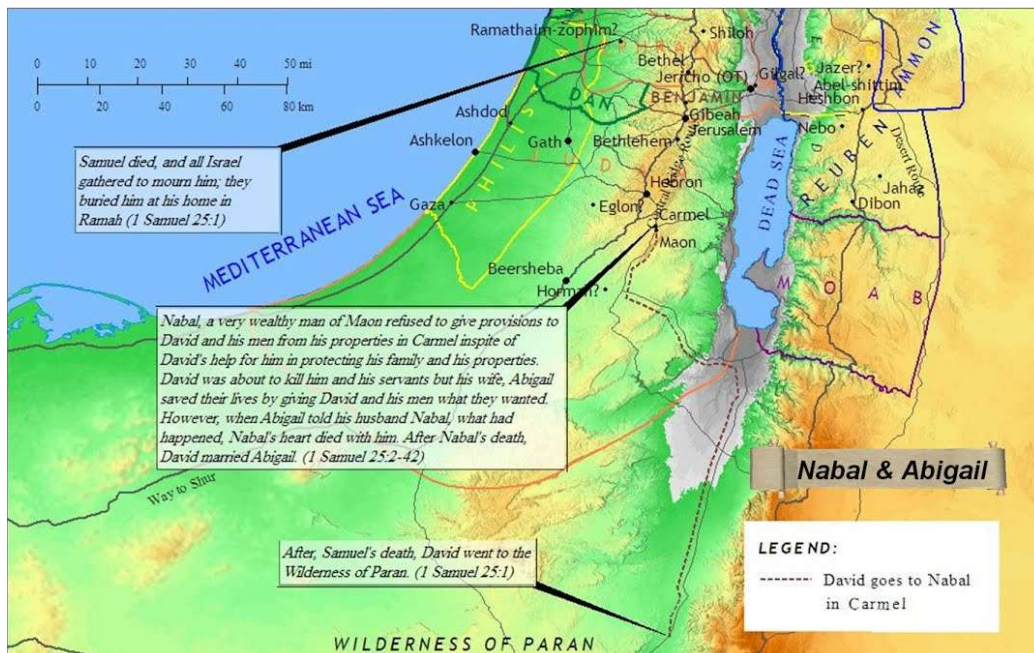 Ramathaim-zophim?
Shiloh
EPHRAIM
Bethel
Jericho (OT)
Gilgal?
Jazer?
AMMON
0 10 20 30 40 50 mi
0 20 40 60 80 km
Abel-shittim
Heshbon
DAN
BENJAMIN
Ashdod
Gibeah
Jerusalem
Nebo
Ashkelon
Gath
Bethlehem
Desert Route
Samuel died, and all Israel
gathered to mourn him; they
buried him at his home in
Ramah (1 Samuel 25:1)
PHILISTIA
JUD
DEAD SEA
REUBEN
GAD
Jahaz
Hebron
Dibon
Gaza
Eglon?
Carmel
MEDITERRANEAN SEA
Maon
Beersheba
Hormah?
MOAB
Nabal, a very wealthy man of Maon refused to give provisions to
David and his men from his properties in Carmel inspite of
David's help for him in protecting his family and his properties.
David was about to kill him and his servants but his wife, Abigail
saved their lives by giving David and his men what they wanted.
However, when Abigail told his husband Nabal, what had
happened, Nabal's heart died with him. After Nabal's death,
David married Abigail. (1 Samuel 25:2-42)
Nabal & Abigail
Way to Shur
After, Samuel's death, David went to the
Wilderness of Paran. (1 Samuel 25:1)
LEGEND:
David goes to Nabal
in Carmel
WILDERNESS OF PARAN